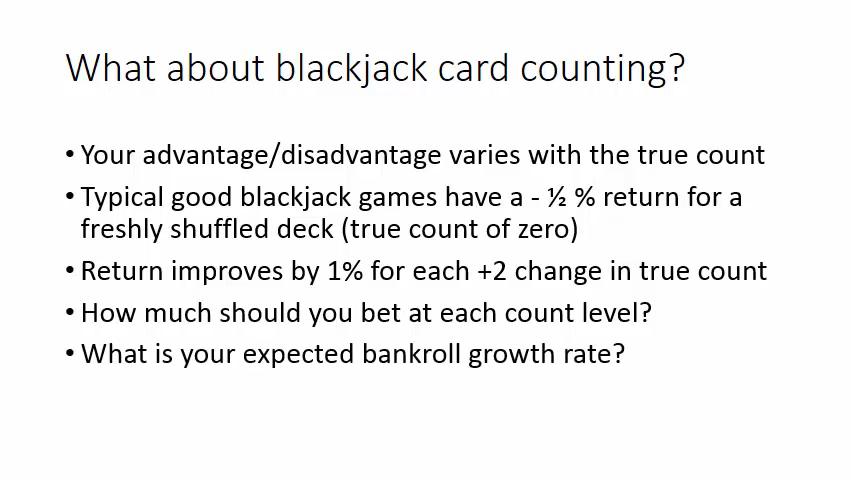 What about blackjack card counting?
• Your advantage/disadvantage varies with the true count
• Typical good blackjack games have a - ½ % return for a
freshly shuffled deck (true count of zero)
• Return improves by 1% for each +2 change in true count
• How much should you bet at each count level?
• What is your expected bankroll growth rate?